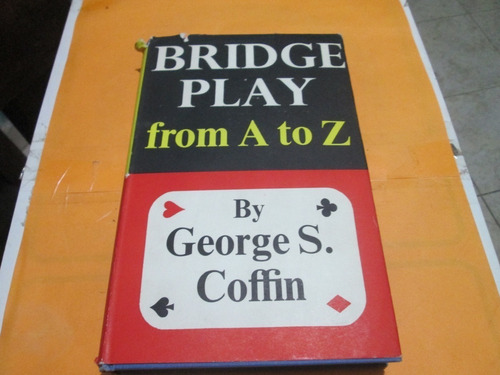 BRIDGE
PLAY
from A to Z
By
George S.
Coffin